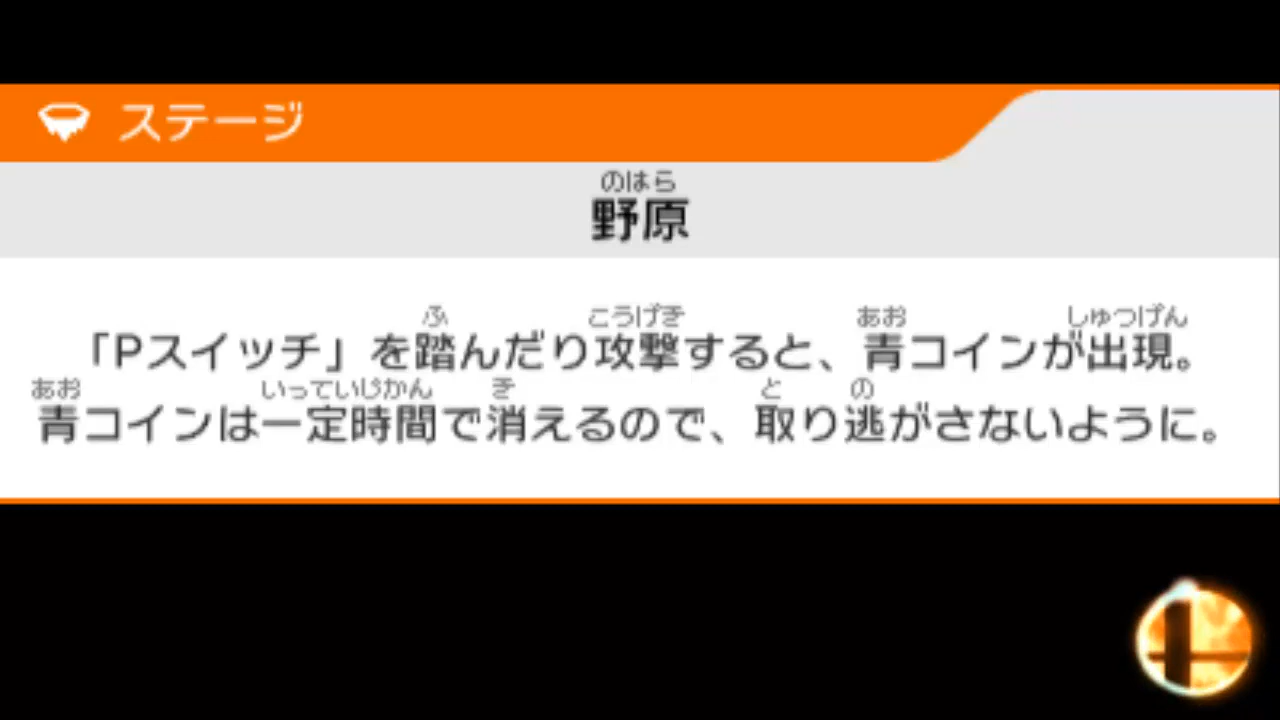 ステージ
のはら
野原
ふ こうげき あお しゅつげん
「Pスイッチ」を踏んだり攻撃すると、青コインが出現。
あお いっていじかん き と の
青コインは一定時間で消えるので、取り逃がさないように。